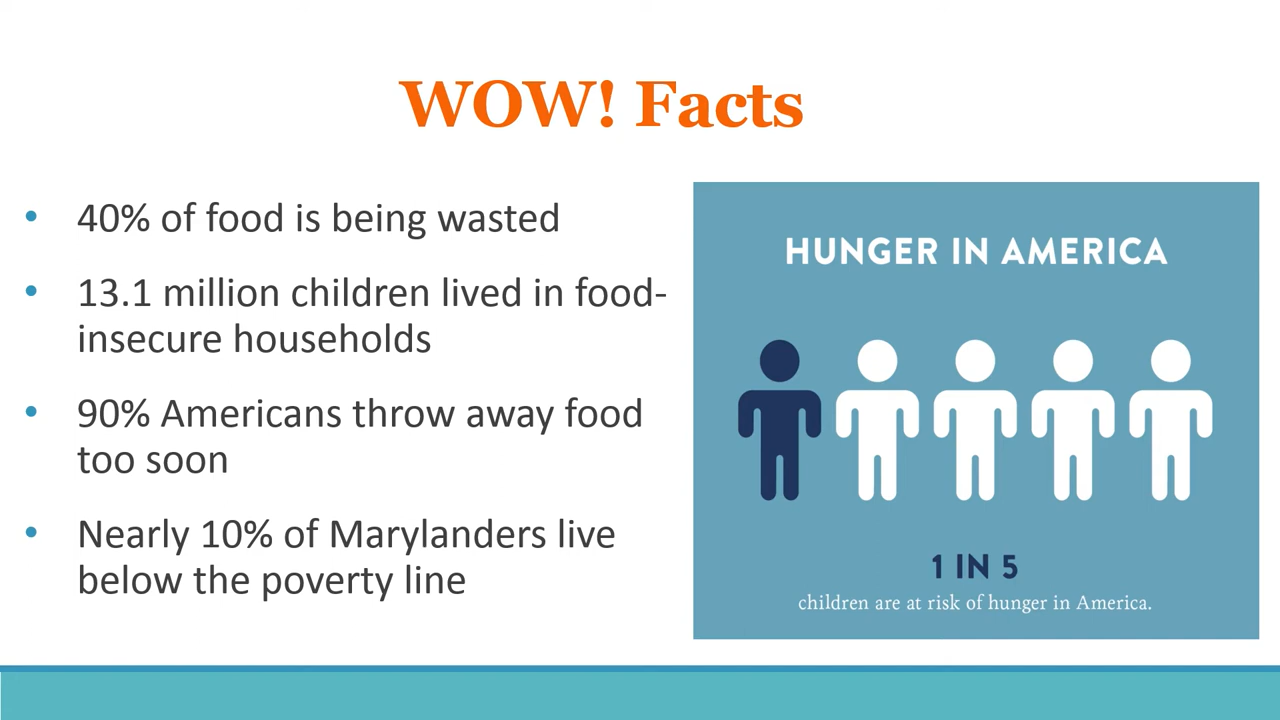 WOW! Facts
• 40% of food is being wasted
• 13.1 million children lived in food-
insecure households
• 90% Americans throw away food
too soon
• Nearly 10% of Marylanders live
below the poverty line
HUNGER IN AMERICA
1 IN 5
children are at risk of hunger in America.